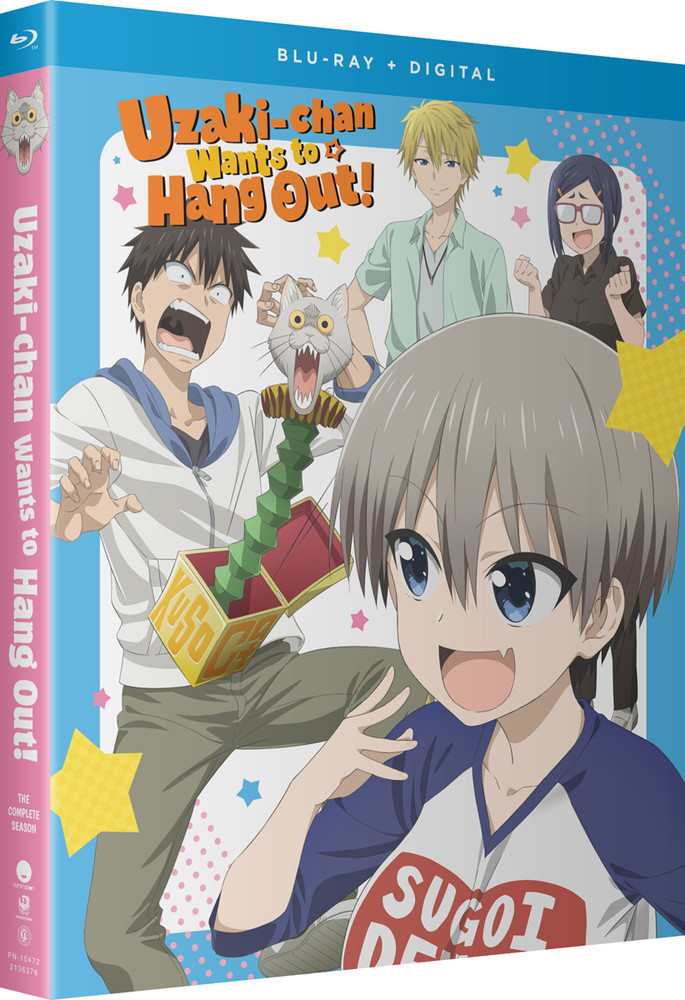 BLU-RAY + DIGITAL
Uzaki-chan
Wants to
Hang Out!
KUSO
SUGOI
Uzaki-chan Wants to Hang Out!
THE
COMPLETE
SEASON
FN-10472
2136376